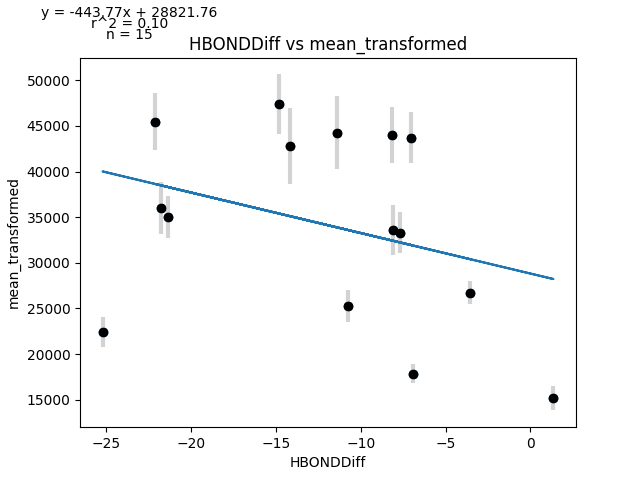 y = -443.77x + 28821.76
r^2 = 0.10
n = 15
HBONDDiff vs mean_transformed
50000
45000
40000
35000
30000
25000
20000
15000
mean_transformed
−25
−20
−15
−10
−5
0
HBONDDiff